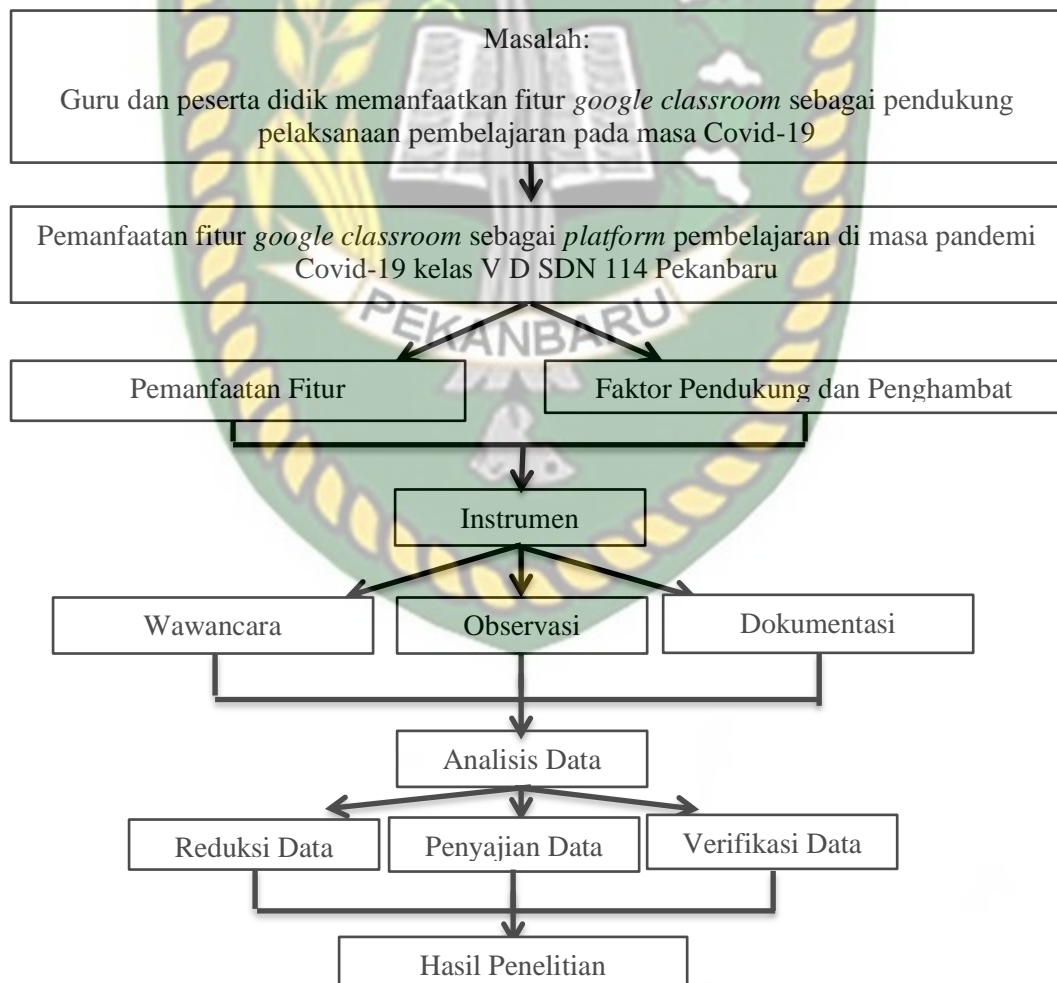 Masalah:
Guru dan peserta didik memanfaatkan fitur google classroom sebagai pendukung
pelaksanaan pembelajaran pada masa Covid-19
Pemanfaatan fitur google classroom sebagai platform pembelajaran di masa pandemi
Covid-19 kelas V D SDN 114 Pekanbaru
PEKANBARU
Pemanfaatan Fitur
Faktor Pendukung dan Penghambat
Instrumen
Wawancara
Observasi
Dokumentasi
Analisis Data
Reduksi Data
Penyajian Data
Verifikasi Data
Hasil Penelitian